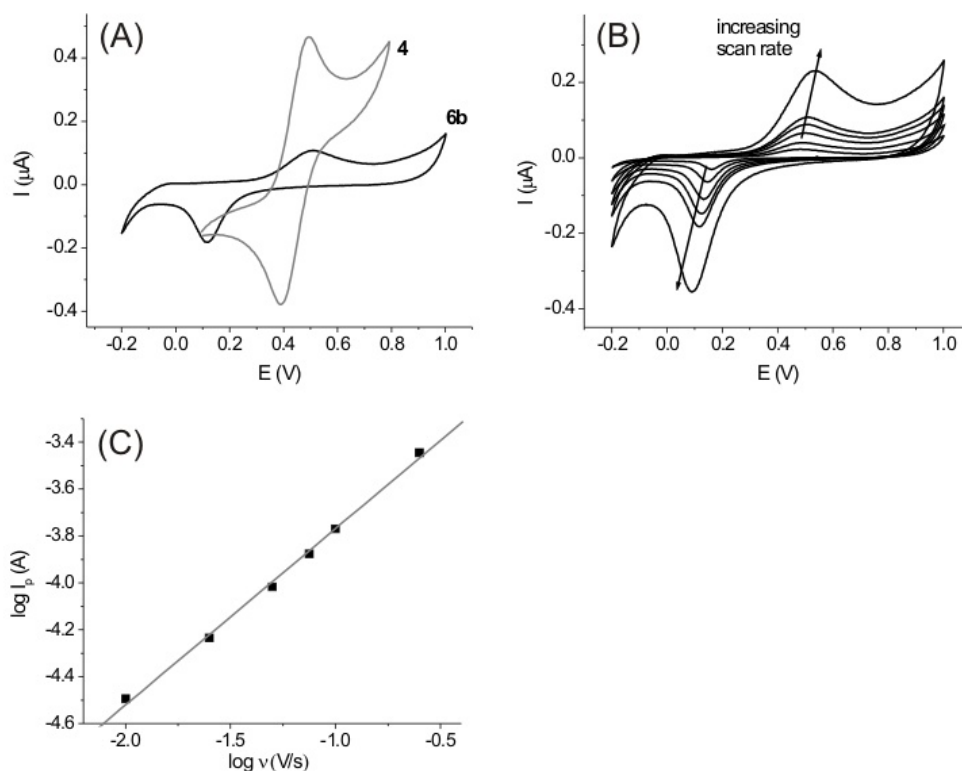 (A)
4
6b
0.4
0.2
0.0
-0.2
-0.4
I (µA)
-0.2 0.0 0.2 0.4 0.6 0.8 1.0
E (V)
(B)
increasing
scan rate
0.2
0.0
-0.2
-0.4
I (µA)
-0.2 0.0 0.2 0.4 0.6 0.8 1.0
E (V)
(C)
-3.4
-3.6
-3.8
-4.0
-4.2
-4.4
-4.6
log Ip (A)
-2.0 -1.5 -1.0 -0.5
log ν (V/s)